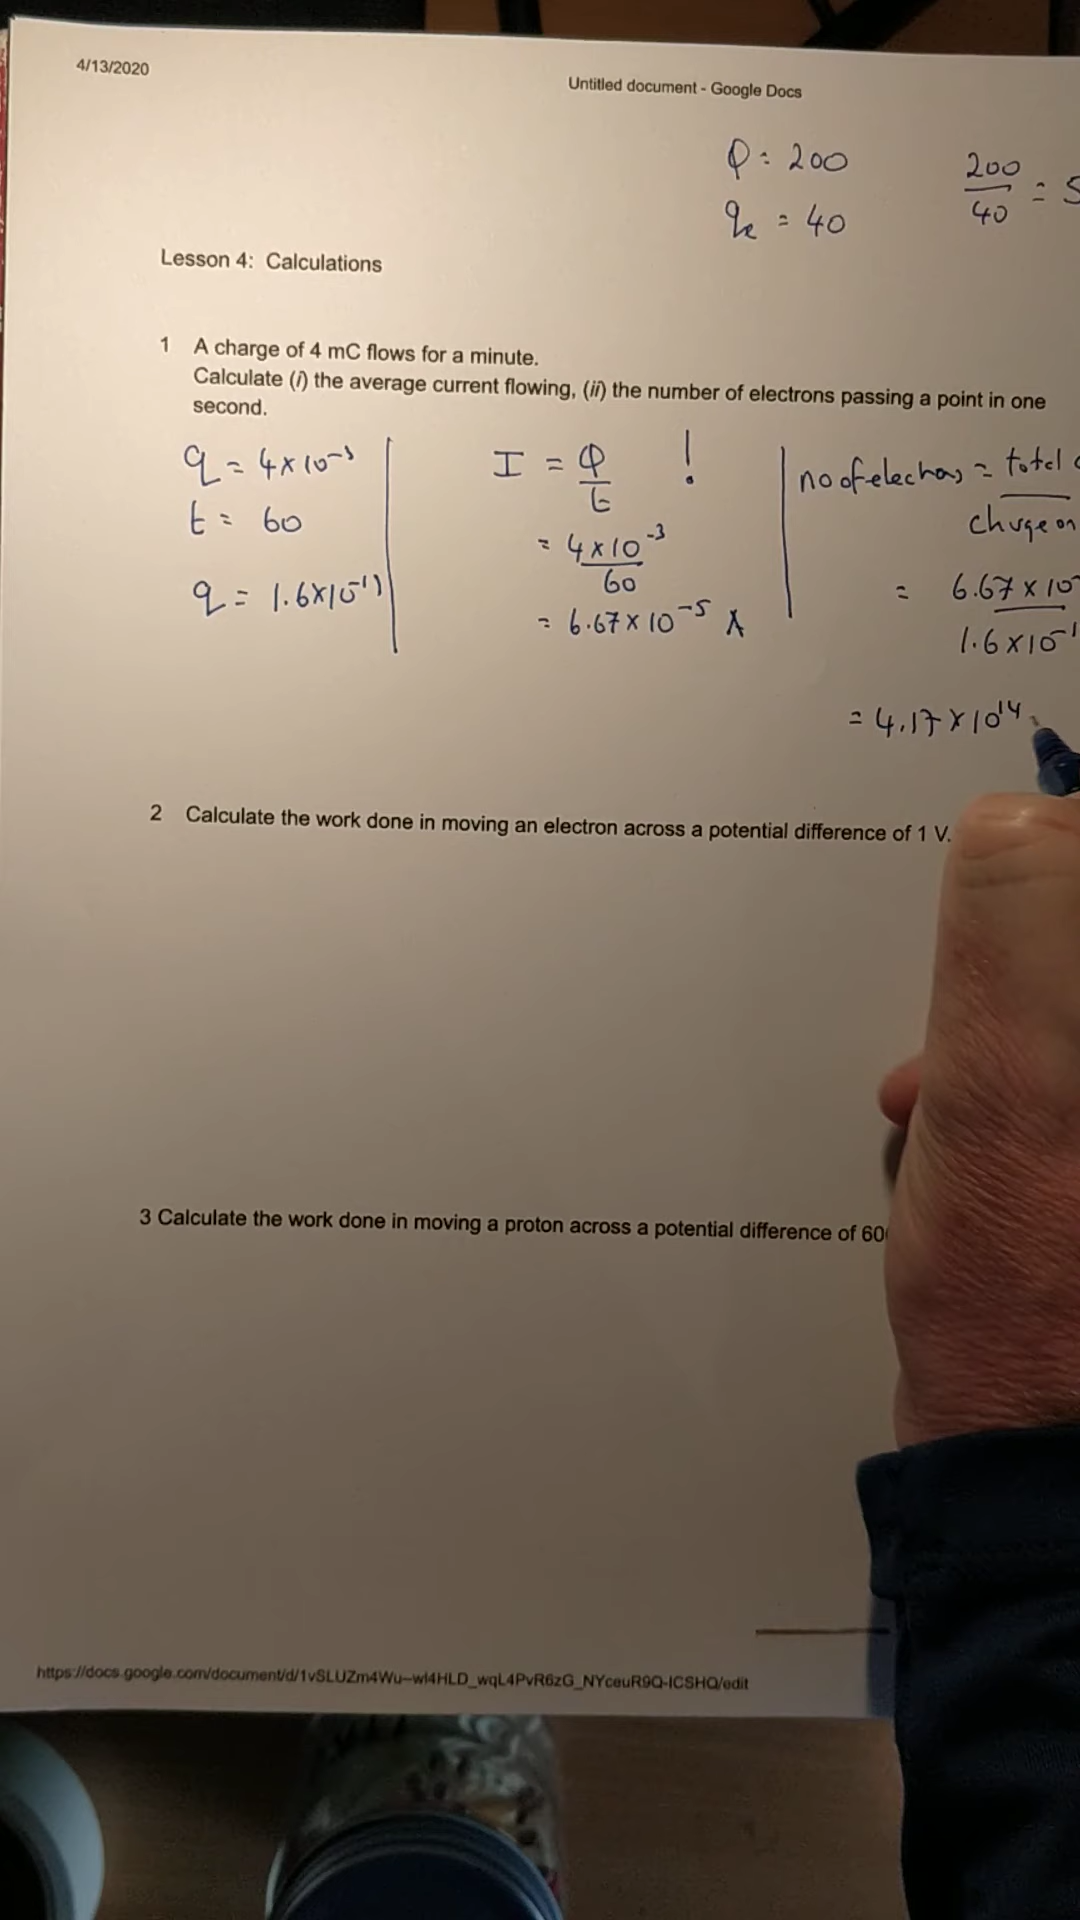 4/13/2020
Untitled document - Google Docs
Q = 200
200/40 = 5
qe = 40
Lesson 4: Calculations
1 A charge of 4 mC flows for a minute.
Calculate (i) the average current flowing, (ii) the number of electrons passing a point in one
second.
q = 4 x 10⁻³
t = 60
q = 1.6 x 10⁻¹⁹
I = Q/t !
= 4 x 10⁻³/60
= 6.67 x 10⁻⁵ A
no of electrons = total
charge on
= 6.67 x 10
1.6 x 10⁻¹
= 4.17 x 10¹⁴
2 Calculate the work done in moving an electron across a potential difference of 1 V.
3 Calculate the work done in moving a proton across a potential difference of 60
https://docs.google.com/document/d/1vSLUZm4Wu--wl4HLD_wqL4PvR6zG_NYceuR9Q-ICSHQ/edit